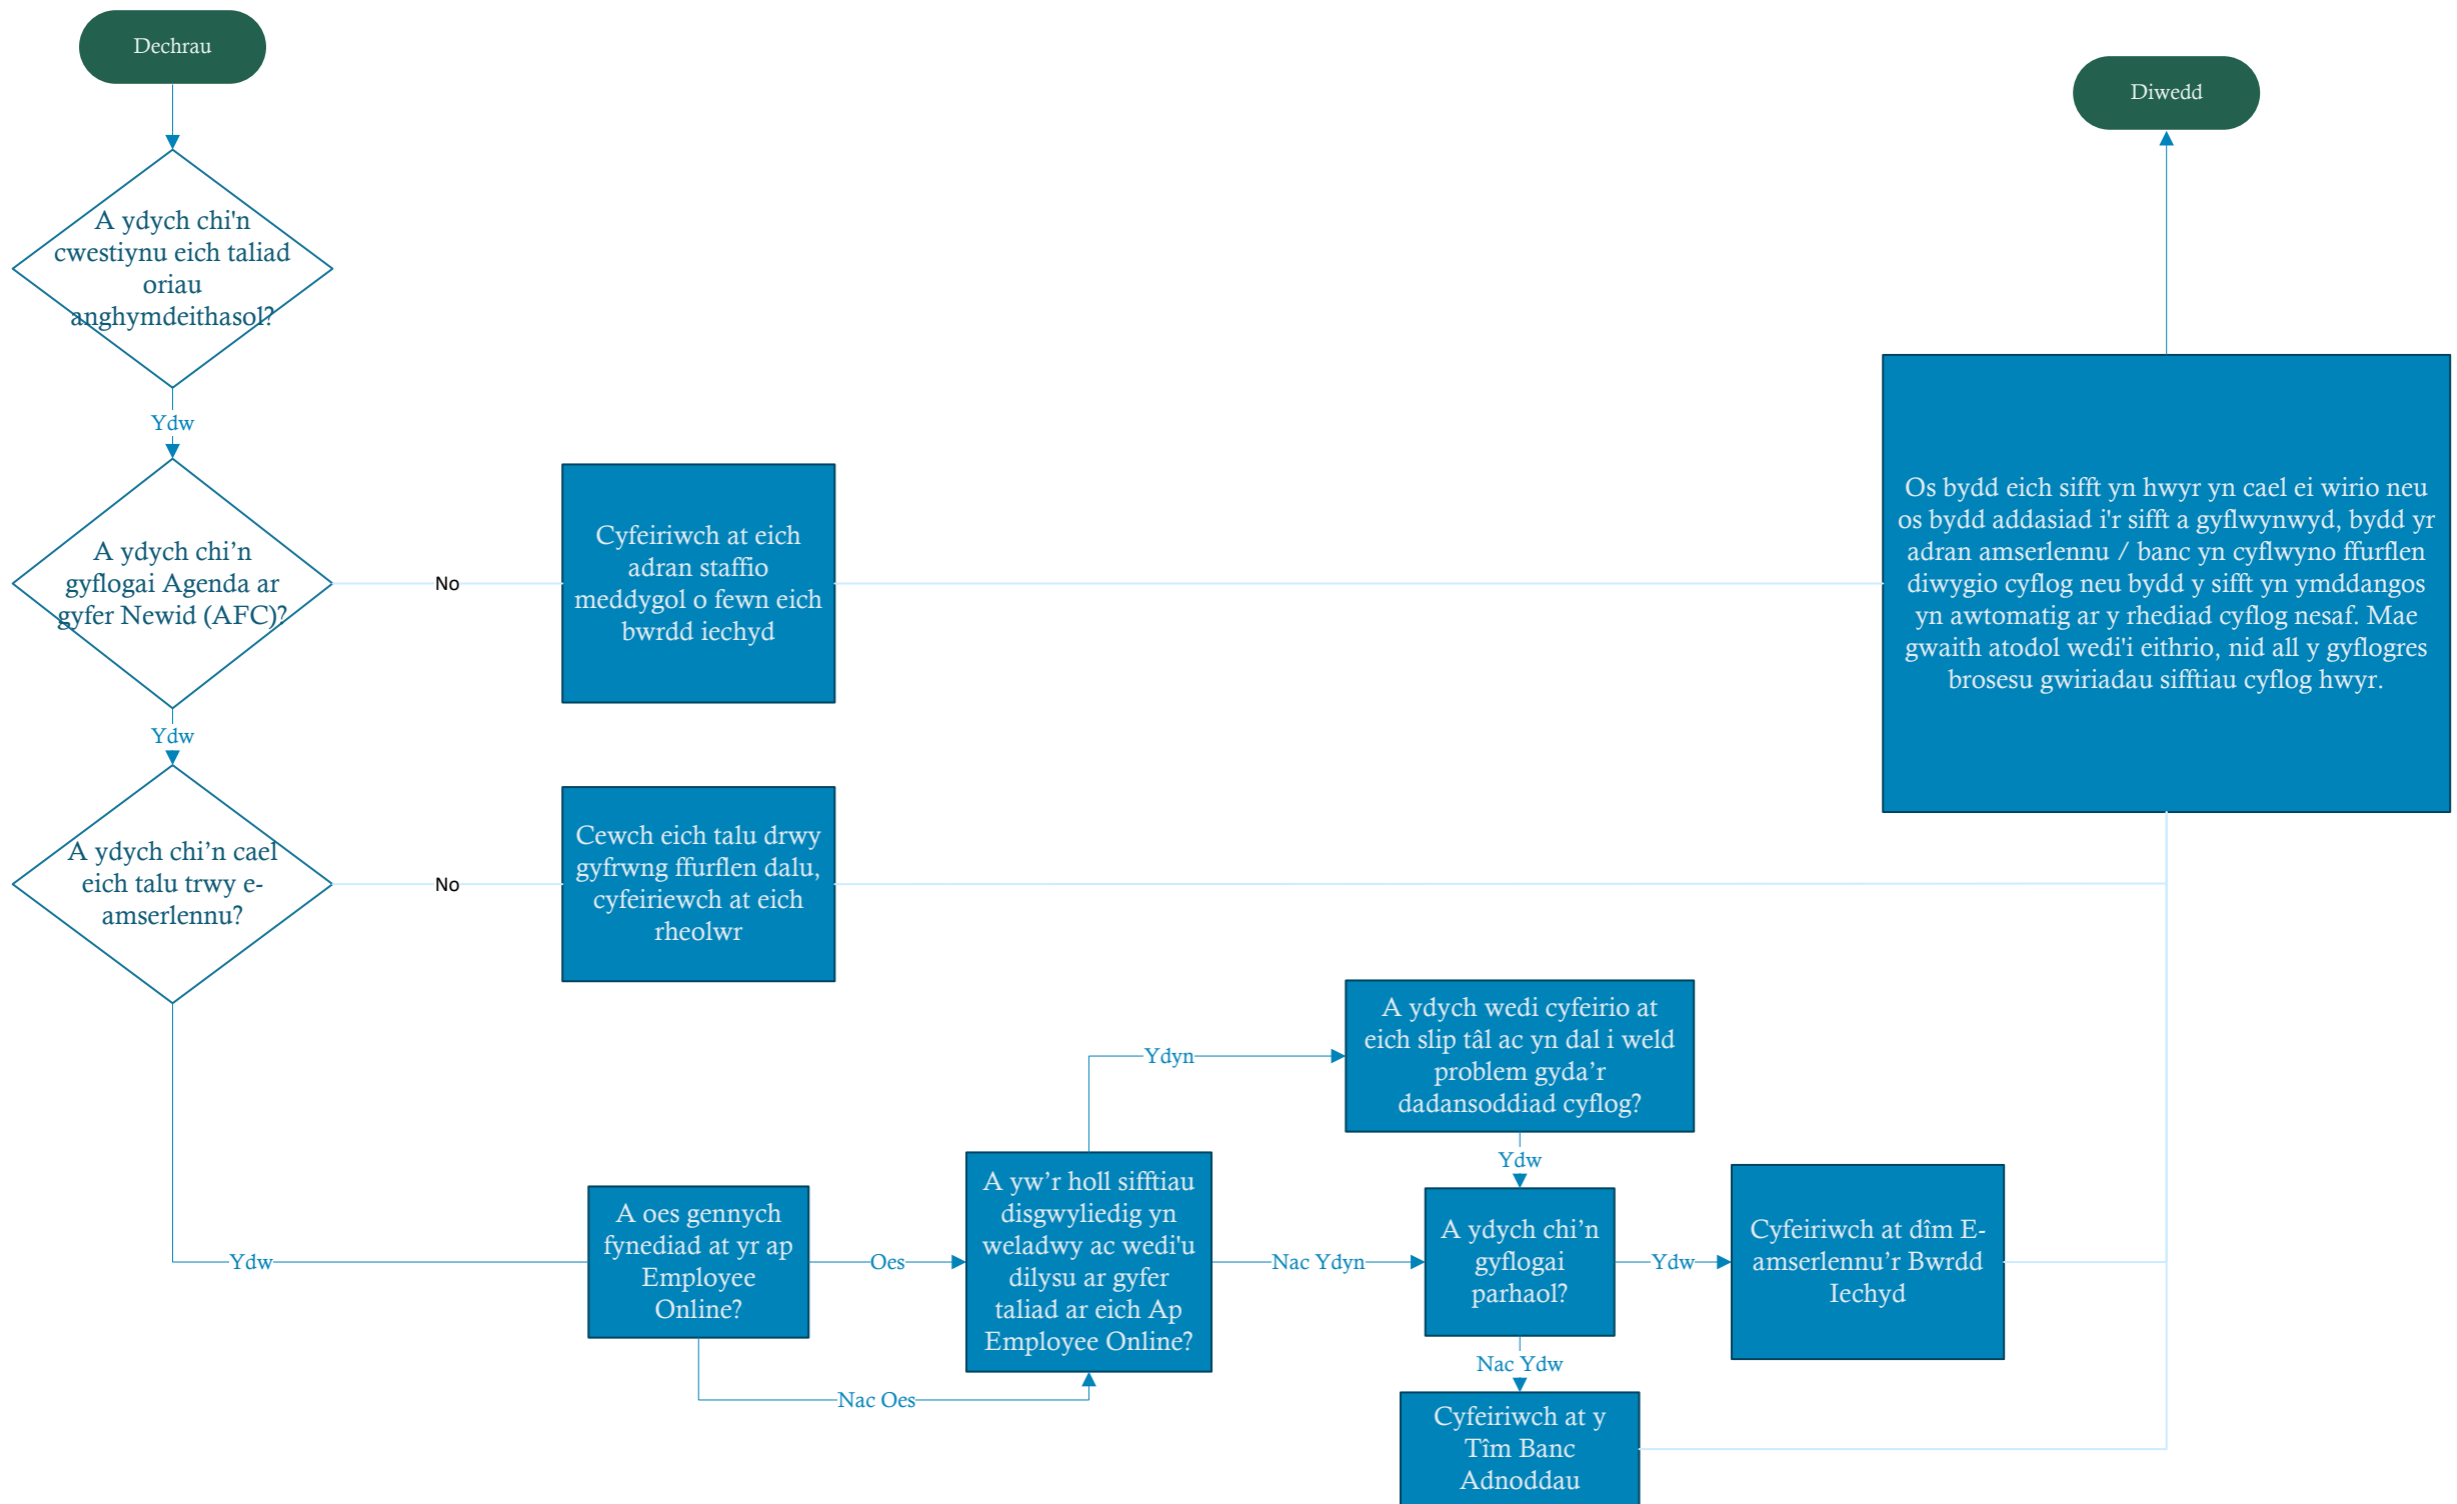 Dechrau
Diwedd
A ydych chi'n
cwestiynu eich taliad
oriau
anghymdeithasol?
Ydw
A ydych chi’n
gyflogai Agenda ar
gyfer Newid (AFC)?
No
Cyfeiriwch at eich
adran staffio
meddygol o fewn eich
bwrdd iechyd
Os bydd eich sifft yn hwyr yn cael ei wirio neu
os bydd addasiad i'r sifft a gyflwynwyd, bydd yr
adran amserlennu / banc yn cyflwyno ffurflen
diwygio cyflog neu bydd y sifft yn ymddangos
yn awtomatig ar y rhediad cyflog nesaf. Mae
gwaith atodol wedi'i eithrio, nid all y gyflogres
brosesu gwiriadau sifftiau cyflog hwyr.
Ydw
A ydych chi’n cael
eich talu trwy e-
amserlennu?
No
Cewch eich talu drwy
gyfrwng ffurflen dalu,
cyfeiriewch at eich
rheolwr
Ydw
A oes gennych
fynediad at yr ap
Employee
Online?
Oes
Nac Oes
A yw’r holl sifftiau
disgwyliedig yn
weladwy ac wedi'u
dilysu ar gyfer
taliad ar eich Ap
Employee Online?
Ydyn
A ydych wedi cyfeirio at
eich slip tâl ac yn dal i weld
problem gyda’r
dadansoddiad cyflog?
Ydw
Nac Ydyn
A ydych chi’n
gyflogai
parhaol?
Ydw
Cyfeiriwch at dîm E-
amserlennu’r Bwrdd
Iechyd
Nac Ydw
Cyfeiriwch at y
Tîm Banc
Adnoddau